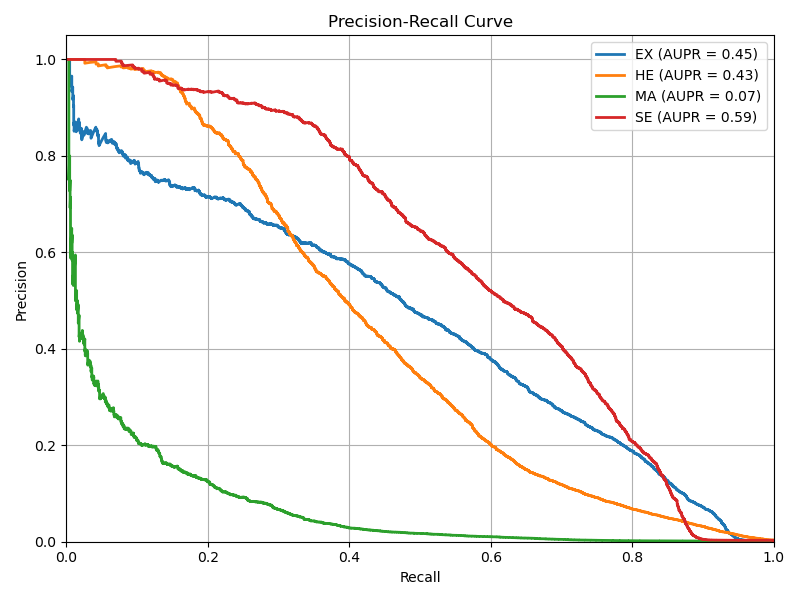 Precision-Recall Curve
EX (AUPR = 0.45)
HE (AUPR = 0.43)
MA (AUPR = 0.07)
SE (AUPR = 0.59)
1.0
0.8
0.6
0.4
0.2
0.0
Precision
0.0 0.2 0.4 0.6 0.8 1.0
Recall